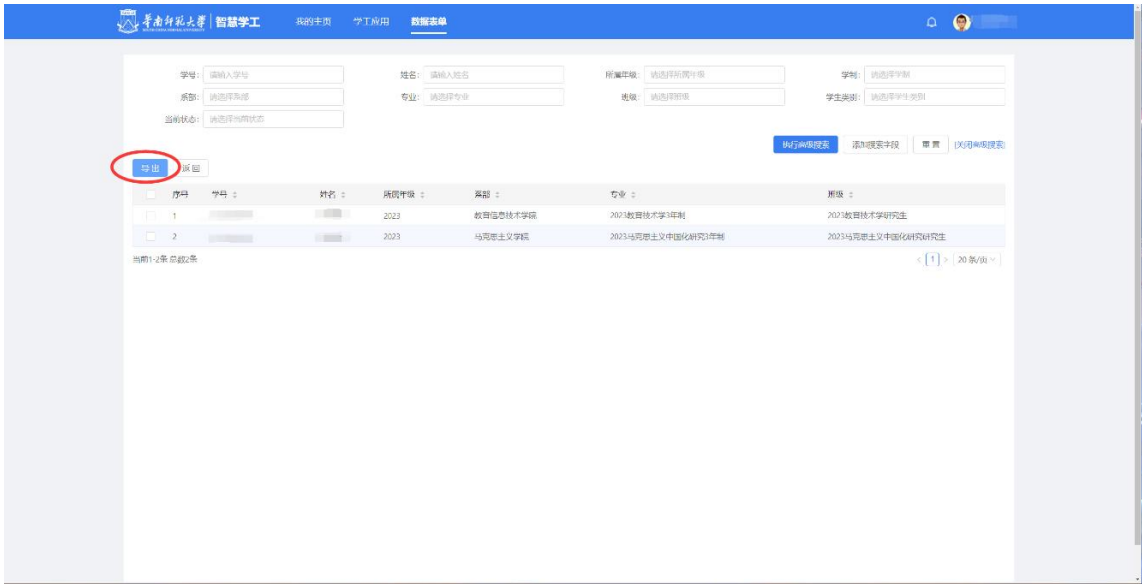 華南師範大學 智慧学工 我的主页 学工应用 数据表单
学号: 请输入学号 姓名: 请输入姓名 所属年级: 请选择所属年级 学制: 请选择学制
系部: 请选择系部 专业: 请选择专业 班级: 请选择班级 学生类别: 请选择学生类别
当前状态: 请选择当前状态
执行高级搜索 添加搜索字段 重置 [关闭高级搜索]
导出 返回
序号 学号 姓名 所属年级 系部 专业 班级
1 2023 教育信息技术学院 2023教育技术学3年制 2023教育技术学研究生
2 2023 马克思主义学院 2023马克思主义中国化研究3年制 2023马克思主义中国化研究研究生
当前1-2条 总数2条 < 1 > 20 条/页